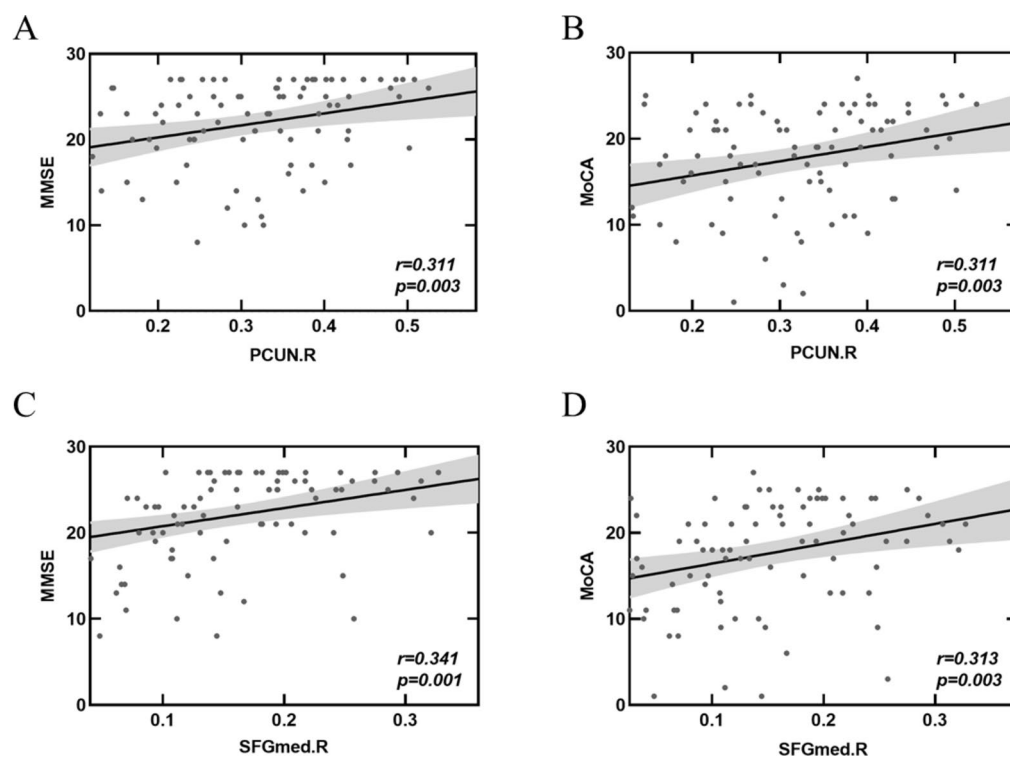 A
30
20
10
0
MMSE
r=0.311
p=0.003
0.2 0.3 0.4 0.5
PCUN.R
B
30
20
10
0
MoCA
r=0.311
p=0.003
0.2 0.3 0.4 0.5
PCUN.R
C
30
20
10
0
MMSE
r=0.341
p=0.001
0.1 0.2 0.3
SFGmed.R
D
30
20
10
0
MoCA
r=0.313
p=0.003
0.1 0.2 0.3
SFGmed.R